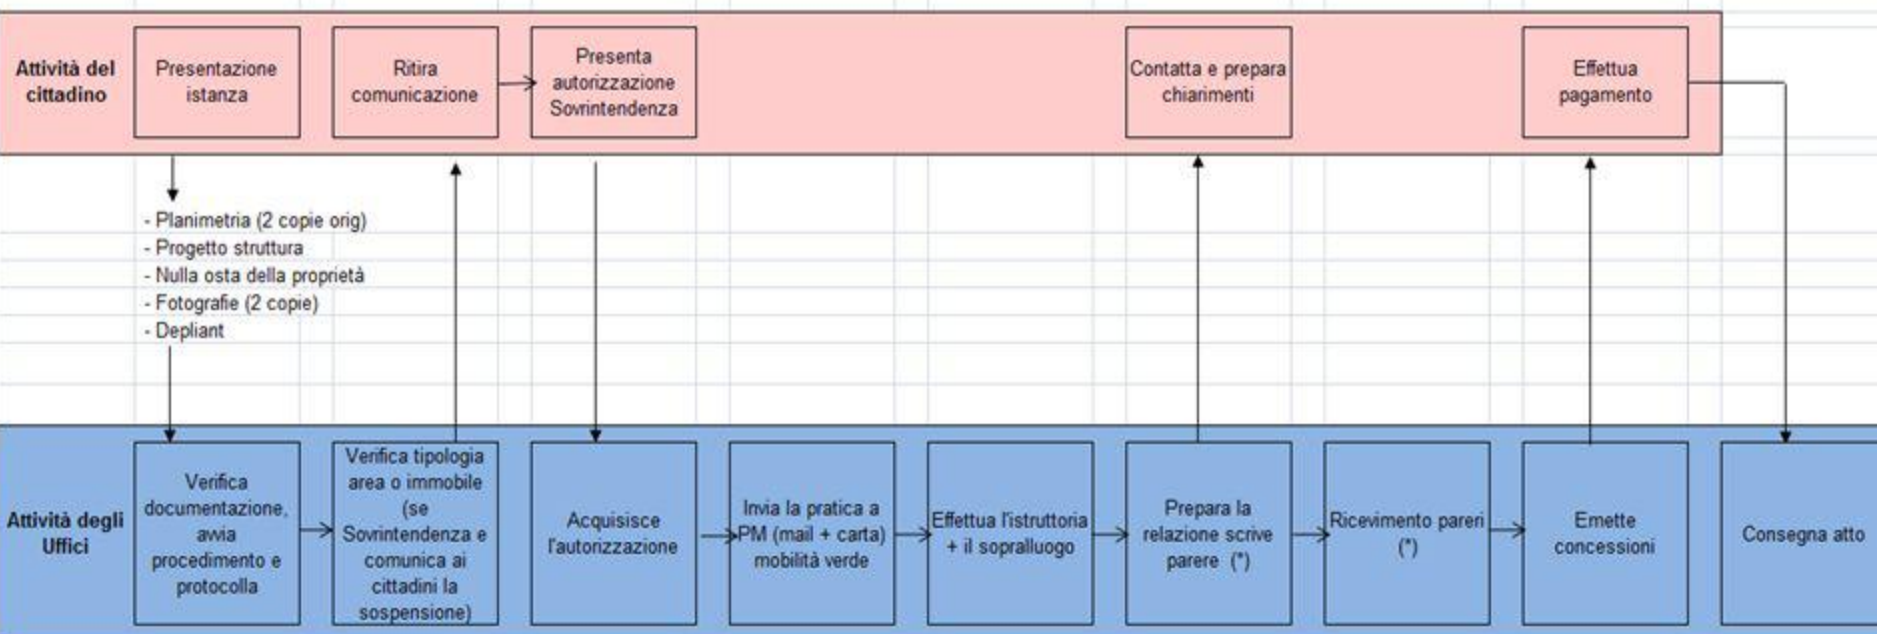 Attività del
cittadino
Presentazione
istanza
Ritira
comunicazione
Presenta
autorizzazione
Sovrintendenza
Contatta e prepara
chiarimenti
Effettua
pagamento
- Planimetria (2 copie orig)
- Progetto struttura
- Nulla osta della proprietà
- Fotografie (2 copie)
- Depliant
Attività degli
Uffici
Verifica
documentazione,
avvia
procedimento e
protocolla
Verifica tipologia
area o immobile
(se
Sovrintendenza e
comunica ai
cittadini la
sospensione)
Acquisisce
l'autorizzazione
Invia la pratica a
PM (mail + carta)
mobilità verde
Effettua l'istruttoria
+ il sopralluogo
Prepara la
relazione scrive
parere (*)
Ricevimento pareri
(*)
Emette
concessioni
Consegna atto